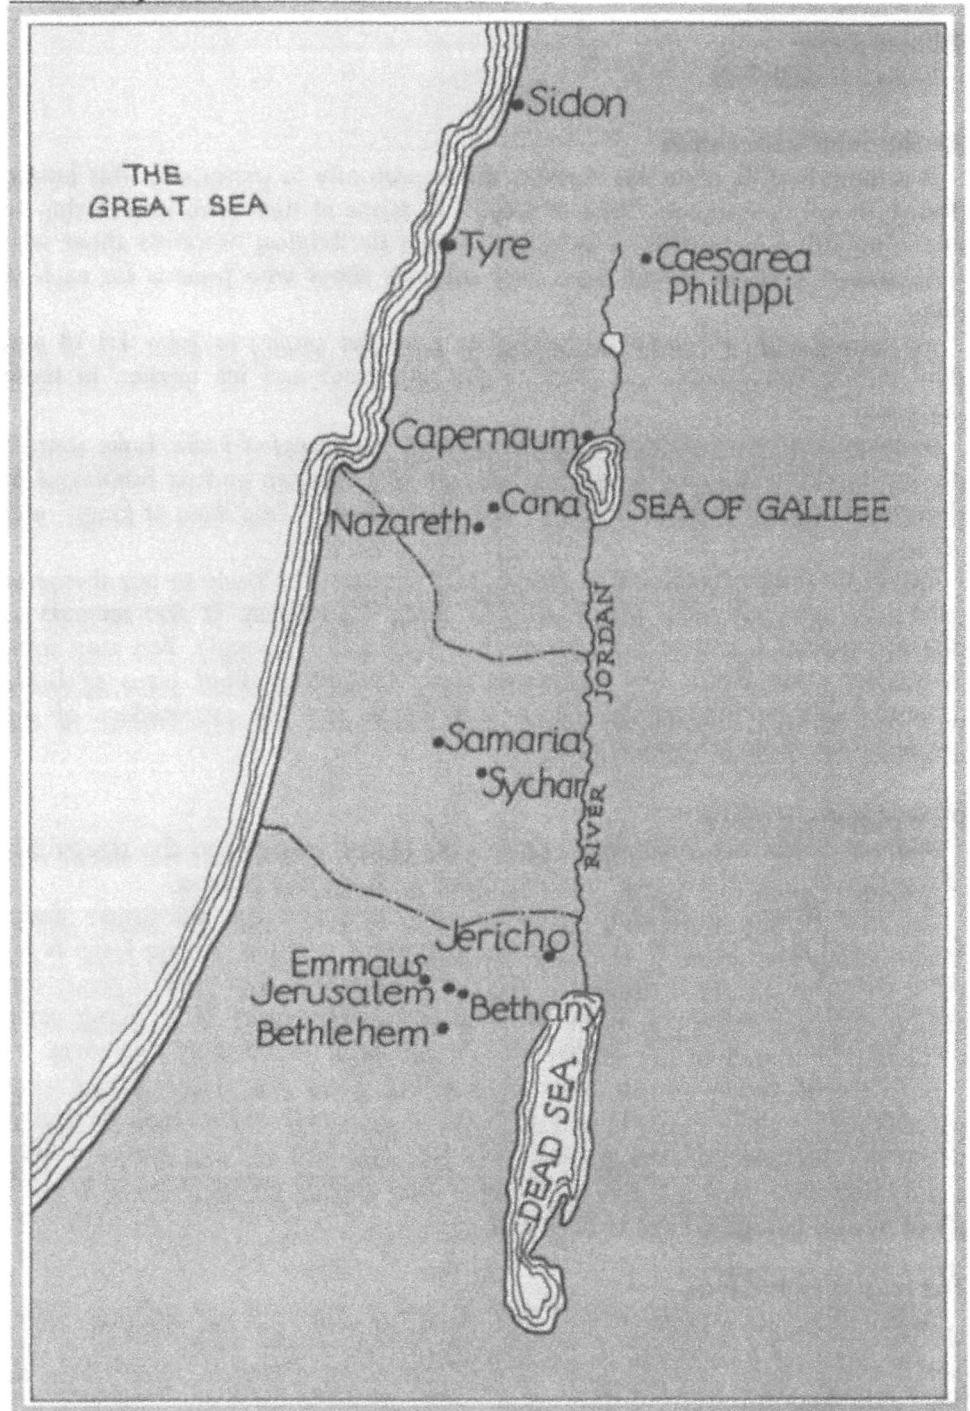 Sidon
THE
GREAT SEA
Tyre
Caesarea
Philippi
Capernaum
Cana
SEA OF GALILEE
Nazareth
JORDAN
Samaria
Sychar
RIVER
Jericho
Emmaus
Jerusalem
Bethany
Bethlehem
DEAD SEA